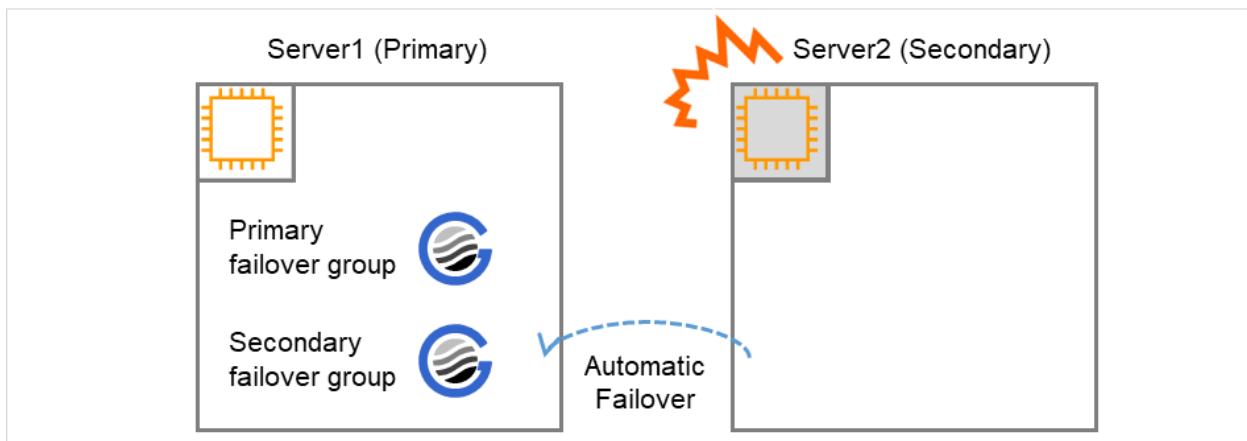 Server1 (Primary)
Server2 (Secondary)
Primary
failover group
Secondary
failover group
Automatic
Failover